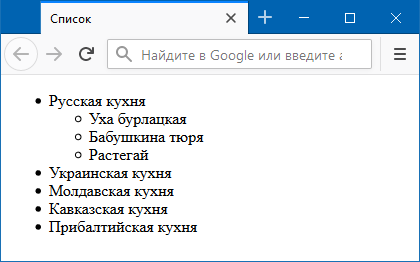 Список
Найдите в Google или введите а
Русская кухня
Уха бурлацкая
Бабушкина тюря
Растегай
Украинская кухня
Молдавская кухня
Кавказская кухня
Прибалтийская кухня